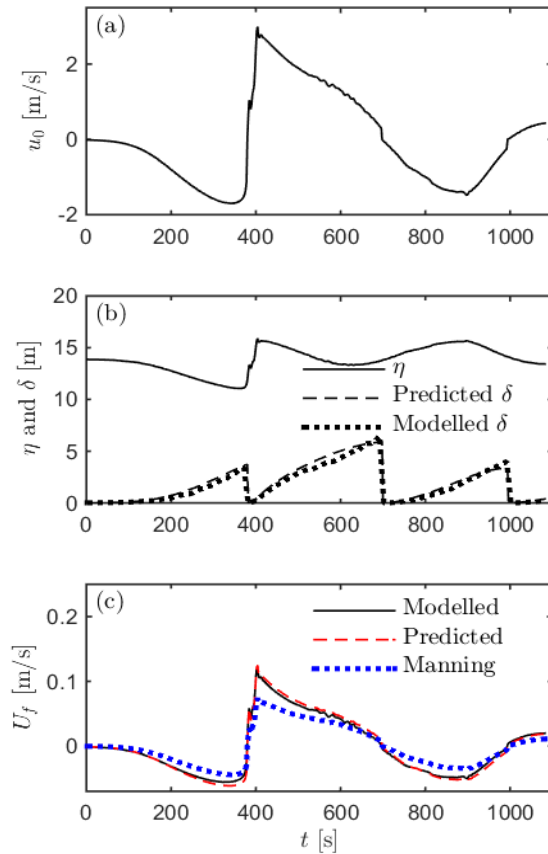 (a)
u₀ [m/s]
2
0
-2
0 200 400 600 800 1000
(b)
η and δ [m]
20
15
10
5
0
η
Predicted δ
Modelled δ
0 200 400 600 800 1000
(c)
U_f [m/s]
0.2
0.1
0
Modelled
Predicted
Manning
0 200 400 600 800 1000
t [s]